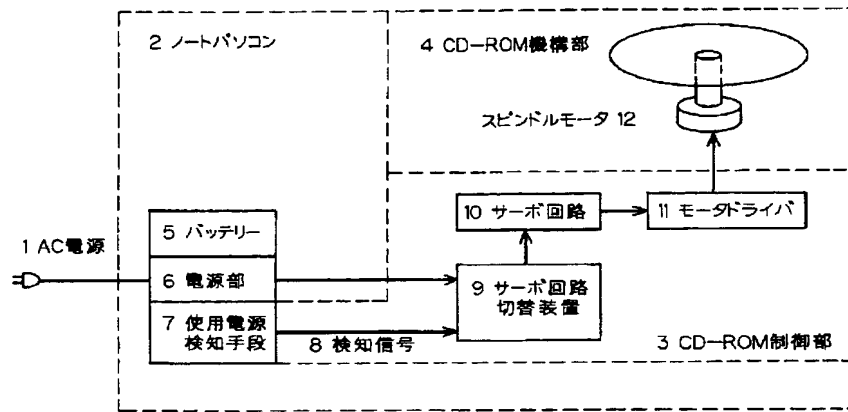 2 ノートパソコン
4 CD-ROM機構部
スピンドルモータ 12
10 サーボ回路
11 モータドライバ
5 バッテリー
1 AC電源
6 電源部
9 サーボ回路
切替装置
7 使用電源
検知手段
8 検知信号
3 CD-ROM制御部